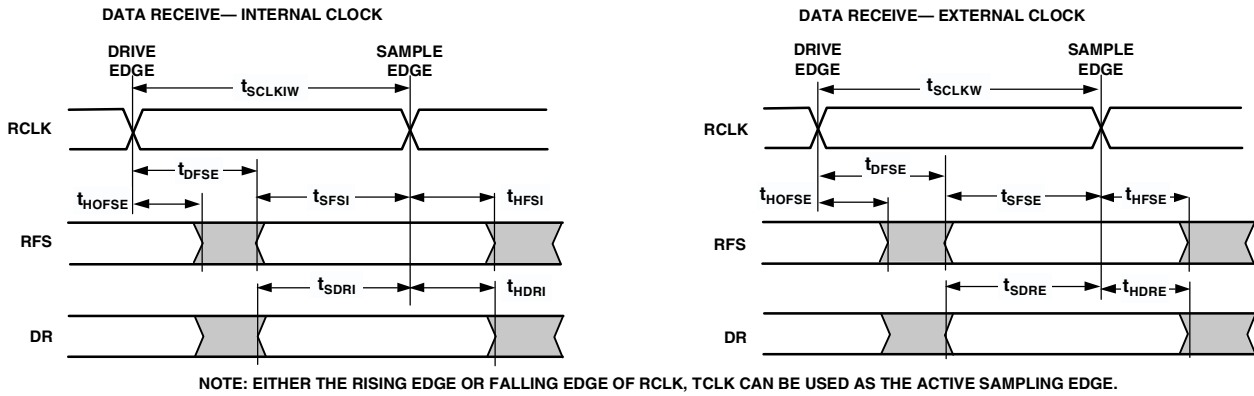 DATA RECEIVE— INTERNAL CLOCK
DRIVE
EDGE
SAMPLE
EDGE
tSCLKIW
RCLK
tDFSE
tHOFSE
tSFSI
tHFSI
RFS
tSDRI
tHDRI
DR
DATA RECEIVE— EXTERNAL CLOCK
DRIVE
EDGE
SAMPLE
EDGE
tSCLKW
RCLK
tDFSE
tHOFSE
tSFSE
tHFSE
RFS
tSDRE
tHDRE
DR
NOTE: EITHER THE RISING EDGE OR FALLING EDGE OF RCLK, TCLK CAN BE USED AS THE ACTIVE SAMPLING EDGE.